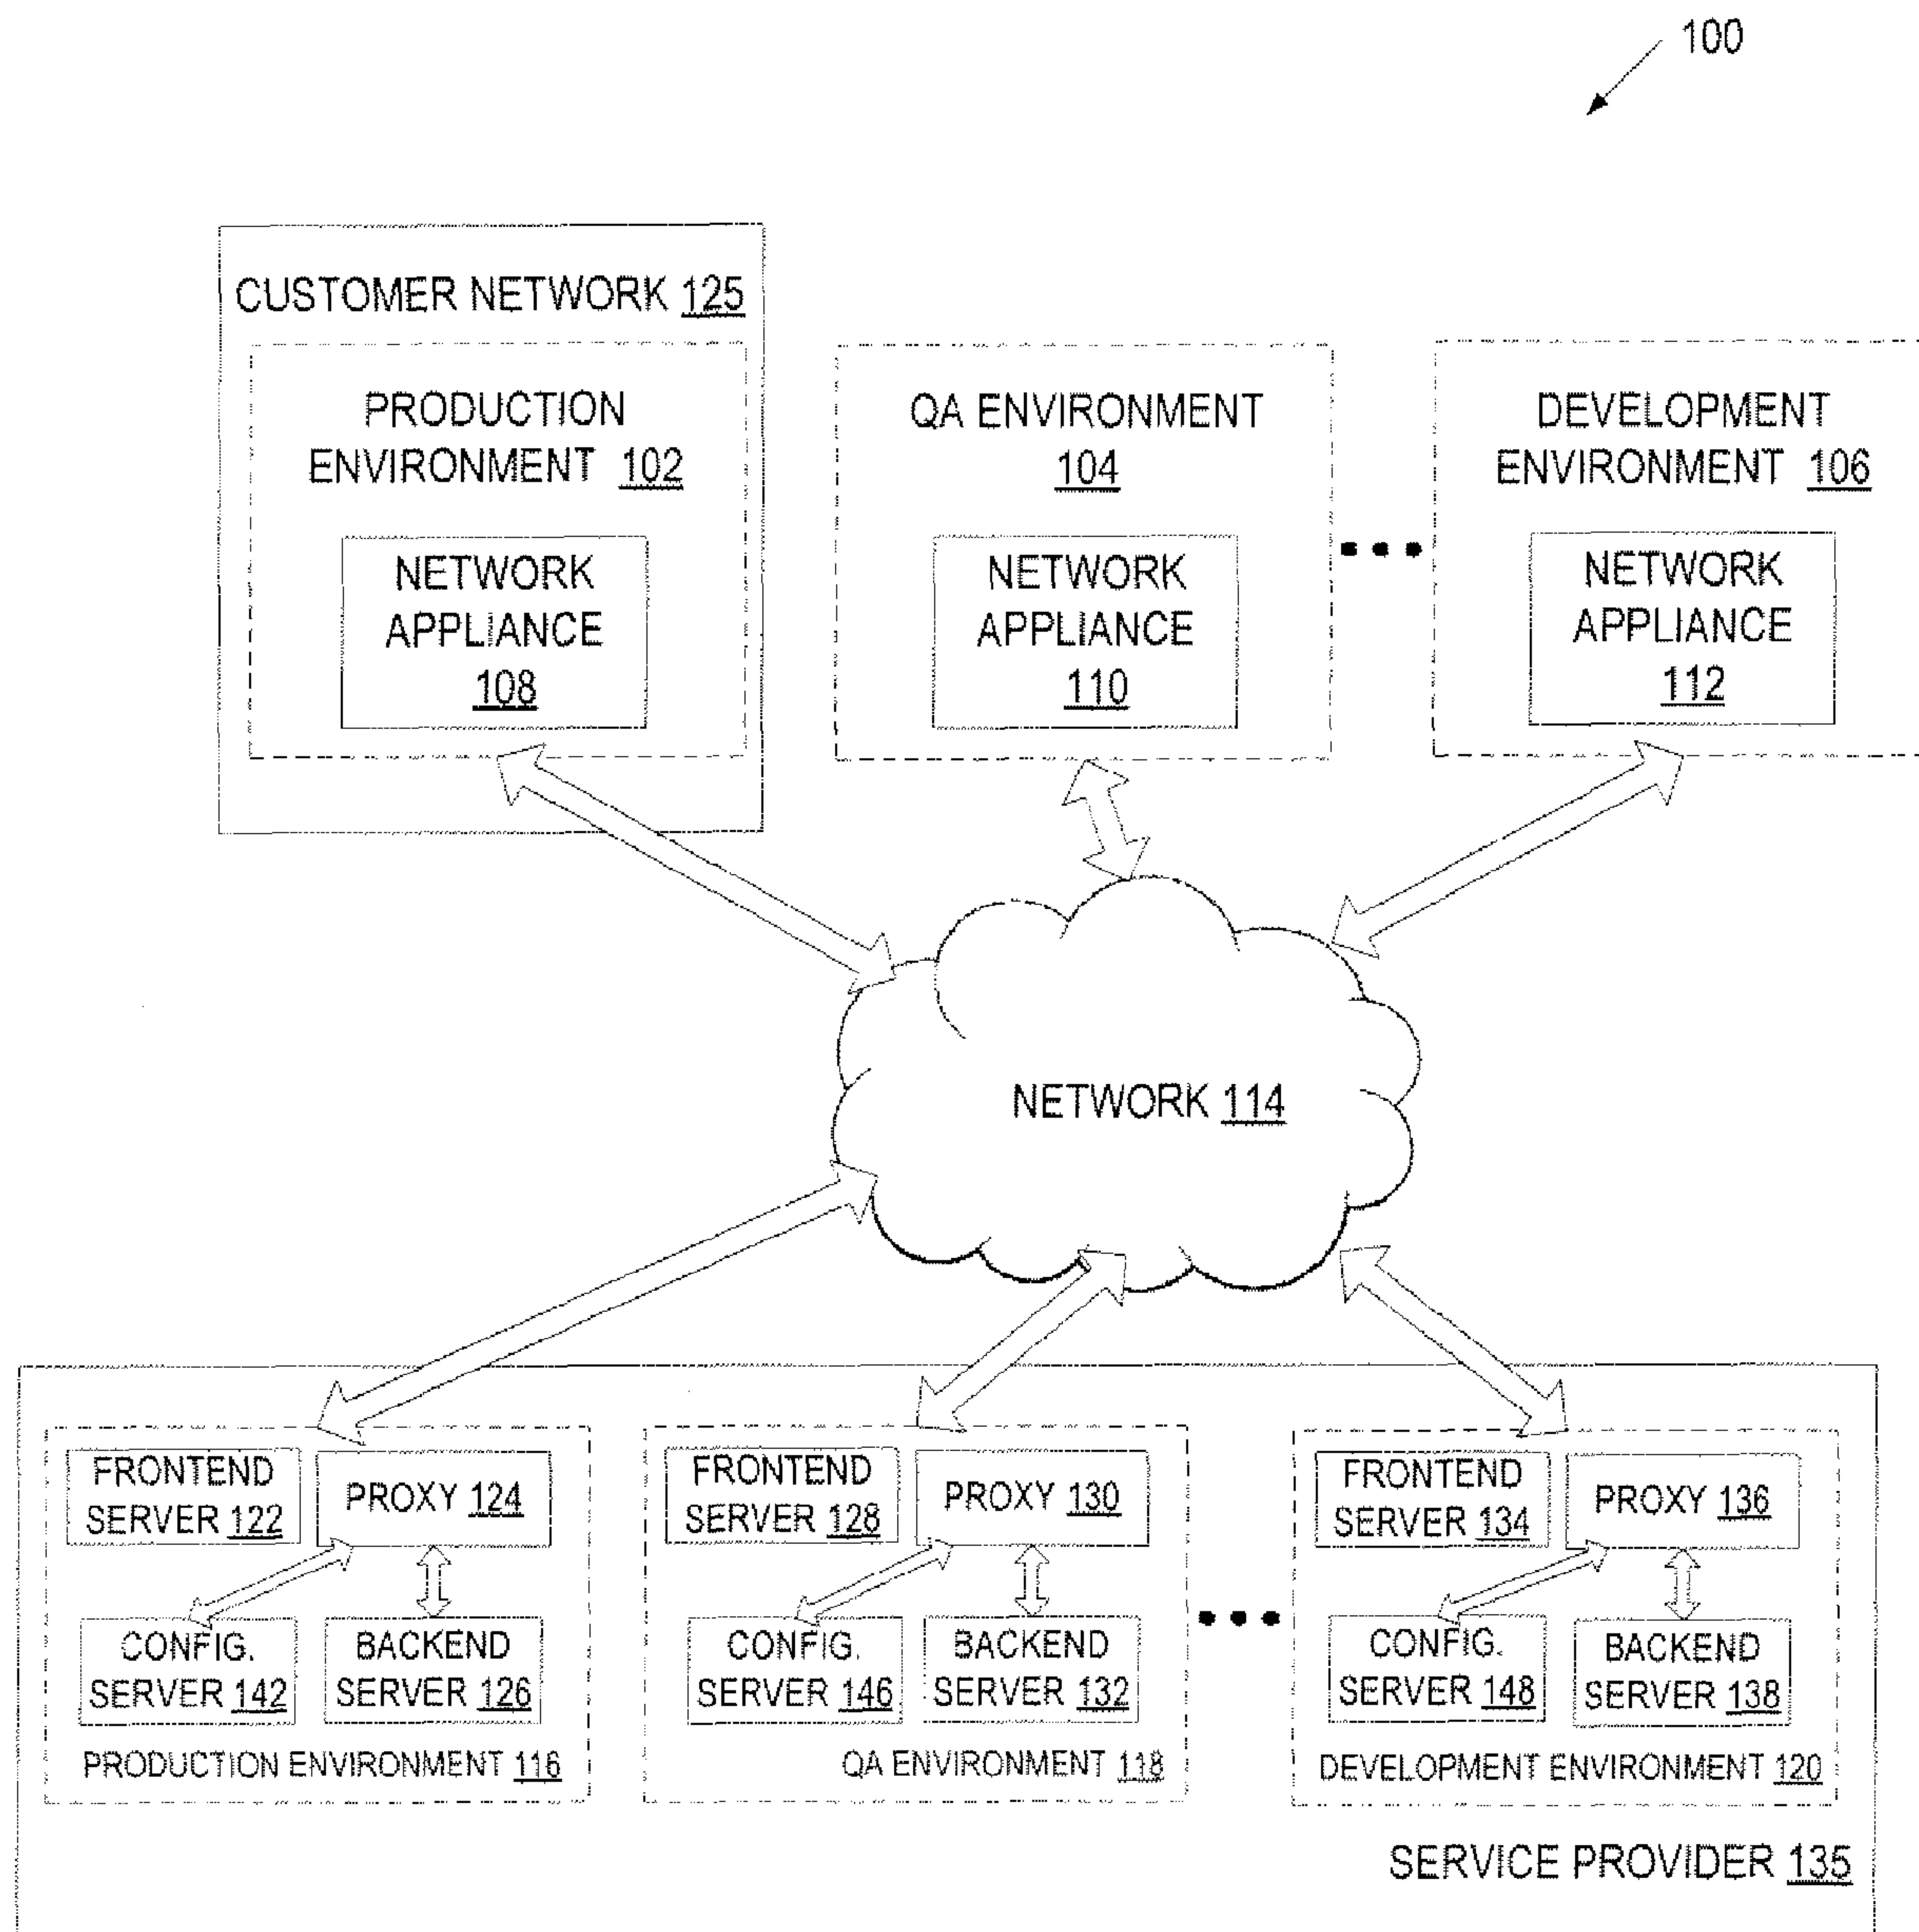 100
CUSTOMER NETWORK 125
PRODUCTION
ENVIRONMENT 102
NETWORK
APPLIANCE
108
QA ENVIRONMENT
104
NETWORK
APPLIANCE
110
DEVELOPMENT
ENVIRONMENT 106
NETWORK
APPLIANCE
112
NETWORK 114
FRONTEND
SERVER 122
PROXY 124
CONFIG.
SERVER 142
BACKEND
SERVER 126
PRODUCTION ENVIRONMENT 116
FRONTEND
SERVER 128
PROXY 130
CONFIG.
SERVER 146
BACKEND
SERVER 132
QA ENVIRONMENT 118
FRONTEND
SERVER 134
PROXY 136
CONFIG.
SERVER 148
BACKEND
SERVER 138
DEVELOPMENT ENVIRONMENT 120
SERVICE PROVIDER 135